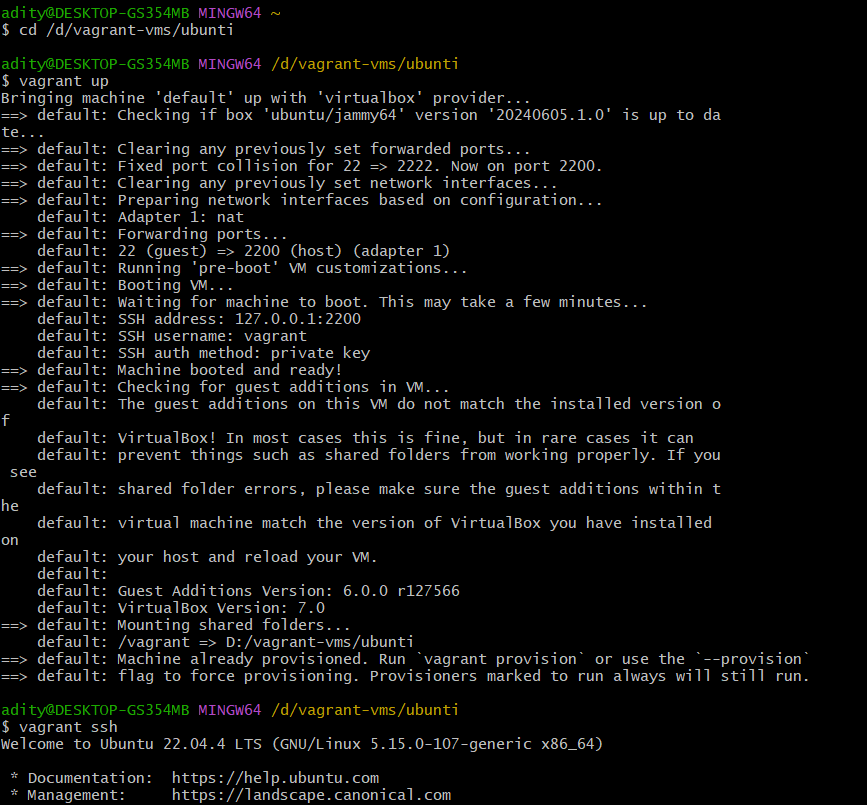 adity@DESKTOP-GS354MB MINGW64 ~
$ cd /d/vagrant-vms/ubunti
adity@DESKTOP-GS354MB MINGW64 /d/vagrant-vms/ubunti
$ vagrant up
Bringing machine 'default' up with 'virtualbox' provider...
==> default: Checking if box 'ubuntu/jammy64' version '20240605.1.0' is up to da
te...
==> default: Clearing any previously set forwarded ports...
==> default: Fixed port collision for 22 => 2222. Now on port 2200.
==> default: Clearing any previously set network interfaces...
==> default: Preparing network interfaces based on configuration...
    default: Adapter 1: nat
==> default: Forwarding ports...
    default: 22 (guest) => 2200 (host) (adapter 1)
==> default: Running 'pre-boot' VM customizations...
==> default: Booting VM...
==> default: Waiting for machine to boot. This may take a few minutes...
    default: SSH address: 127.0.0.1:2200
    default: SSH username: vagrant
    default: SSH auth method: private key
==> default: Machine booted and ready!
==> default: Checking for guest additions in VM...
    default: The guest additions on this VM do not match the installed version o
f
    default: VirtualBox! In most cases this is fine, but in rare cases it can
    default: prevent things such as shared folders from working properly. If you
 see
    default: shared folder errors, please make sure the guest additions within t
he
    default: virtual machine match the version of VirtualBox you have installed
on
    default: your host and reload your VM.
    default:
    default: Guest Additions Version: 6.0.0 r127566
    default: VirtualBox Version: 7.0
==> default: Mounting shared folders...
    default: /vagrant => D:/vagrant-vms/ubunti
==> default: Machine already provisioned. Run `vagrant provision` or use the `--provision`
==> default: flag to force provisioning. Provisioners marked to run always will still run.
adity@DESKTOP-GS354MB MINGW64 /d/vagrant-vms/ubunti
$ vagrant ssh
Welcome to Ubuntu 22.04.4 LTS (GNU/Linux 5.15.0-107-generic x86_64)
 * Documentation:  https://help.ubuntu.com
 * Management:     https://landscape.canonical.com